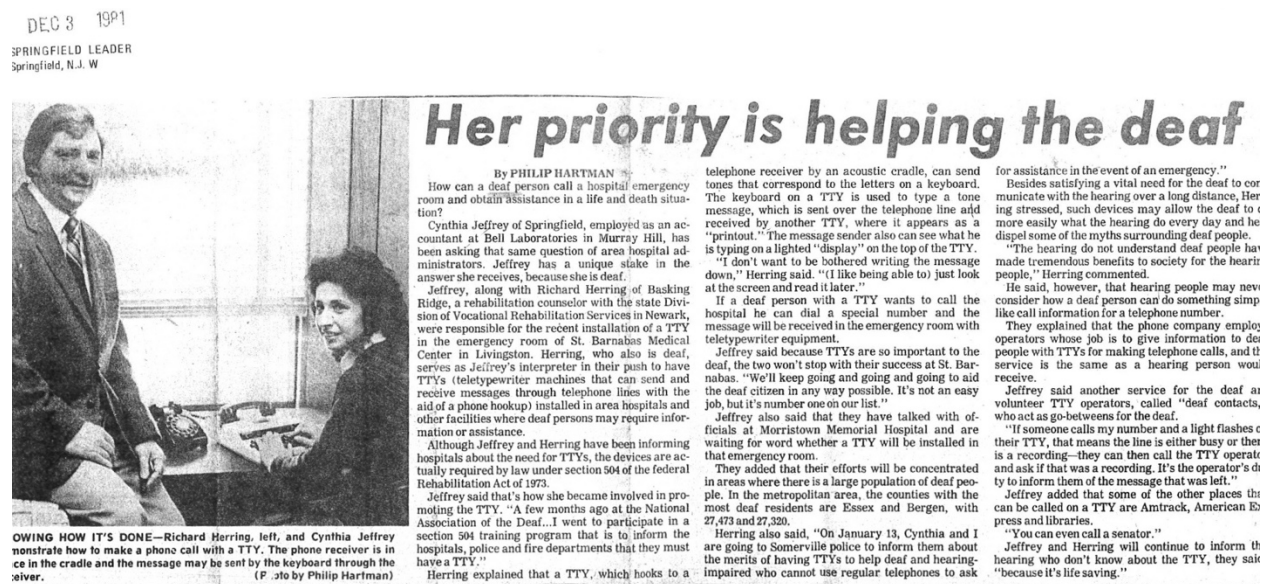 DEC 3 1981
SPRINGFIELD LEADER
Springfield, N.J. W
Her priority is helping the deaf
OWING HOW IT'S DONE—Richard Herring, left, and Cynthia Jeffrey
monstrate how to make a phone call with a TTY. The phone receiver is in
ce in the cradle and the message may be sent by the keyboard through the
ceiver. (P oto by Philip Hartman)
By PHILIP HARTMAN
How can a deaf person call a hospital emergency
room and obtain assistance in a life and death situa-
tion?
Cynthia Jeffrey of Springfield, employed as an ac-
countant at Bell Laboratories in Murray Hill, has
been asking that same question of area hospital ad-
ministrators. Jeffrey has a unique stake in the
answer she receives, because she is deaf.
Jeffrey, along with Richard Herring of Basking
Ridge, a rehabilitation counselor with the state Divi-
sion of Vocational Rehabilitation Services in Newark,
were responsible for the recent installation of a TTY
in the emergency room of St. Barnabas Medical
Center in Livingston. Herring, who also is deaf,
serves as Jeffrey's interpreter in their push to have
TTYs (teletypewriter machines that can send and
receive messages through telephone lines with the
aid of a phone hookup) installed in area hospitals and
other facilities where deaf persons may require infor-
mation or assistance.
Although Jeffrey and Herring have been informing
hospitals about the need for TTYs, the devices are ac-
tually required by law under section 504 of the federal
Rehabilitation Act of 1973.
Jeffrey said that's how she became involved in pro-
moting the TTY. "A few months ago at the National
Association of the Deaf...I went to participate in a
section 504 training program that is to inform the
hospitals, police and fire departments that they must
have a TTY."
Herring explained that a TTY, which hooks to a
telephone receiver by an acoustic cradle, can send
tones that correspond to the letters on a keyboard.
The keyboard on a TTY is used to type a tone
message, which is sent over the telephone line and
received by another TTY, where it appears as a
"printout." The message sender also can see what he
is typing on a lighted "display" on the top of the TTY.
"I don't want to be bothered writing the message
down," Herring said. "(I like being able to) just look
at the screen and read it later."
If a deaf person with a TTY wants to call the
hospital he can dial a special number and the
message will be received in the emergency room with
teletypewriter equipment.
Jeffrey said because TTYs are so important to the
deaf, the two won't stop with their success at St. Bar-
nabas. "We'll keep going and going and going to aid
the deaf citizen in any way possible. It's not an easy
job, but it's number one on our list."
Jeffrey also said that they have talked with of-
ficials at Morristown Memorial Hospital and are
waiting for word whether a TTY will be installed in
that emergency room.
They added that their efforts will be concentrated
in areas where there is a large population of deaf peo-
ple. In the metropolitan area, the counties with the
most deaf residents are Essex and Bergen, with
27,473 and 27,320.
Herring also said, "On January 13, Cynthia and I
are going to Somerville police to inform them about
the merits of having TTYs to help deaf and hearing-
impaired who cannot use regular telephones to ask
for assistance in the event of an emergency."
Besides satisfying a vital need for the deaf to com
municate with the hearing over a long distance, Her
ing stressed, such devices may allow the deaf to
more easily what the hearing do every day and he
dispel some of the myths surrounding deaf people.
"The hearing do not understand deaf people hav
made tremendous benefits to society for the hearin
people," Herring commented.
He said, however, that hearing people may neve
consider how a deaf person can do something simp
like call information for a telephone number.
They explained that the phone company employ
operators whose job is to give information to dea
people with TTYs for making telephone calls, and th
service is the same as a hearing person woul
receive.
Jeffrey said another service for the deaf ar
volunteer TTY operators, called "deaf contacts,
who act as go-betweens for the deaf.
"If someone calls my number and a light flashes o
their TTY, that means the line is either busy or ther
is a recording—they can then call the TTY operato
and ask if that was a recording. It's the operator's du
ty to inform them of the message that was left."
Jeffrey added that some of the other places tha
can be called on a TTY are Amtrack, American Ex
press and libraries.
"You can even call a senator."
Jeffrey and Herring will continue to inform th
hearing who don't know about the TTY, they said
"because it's life saving."